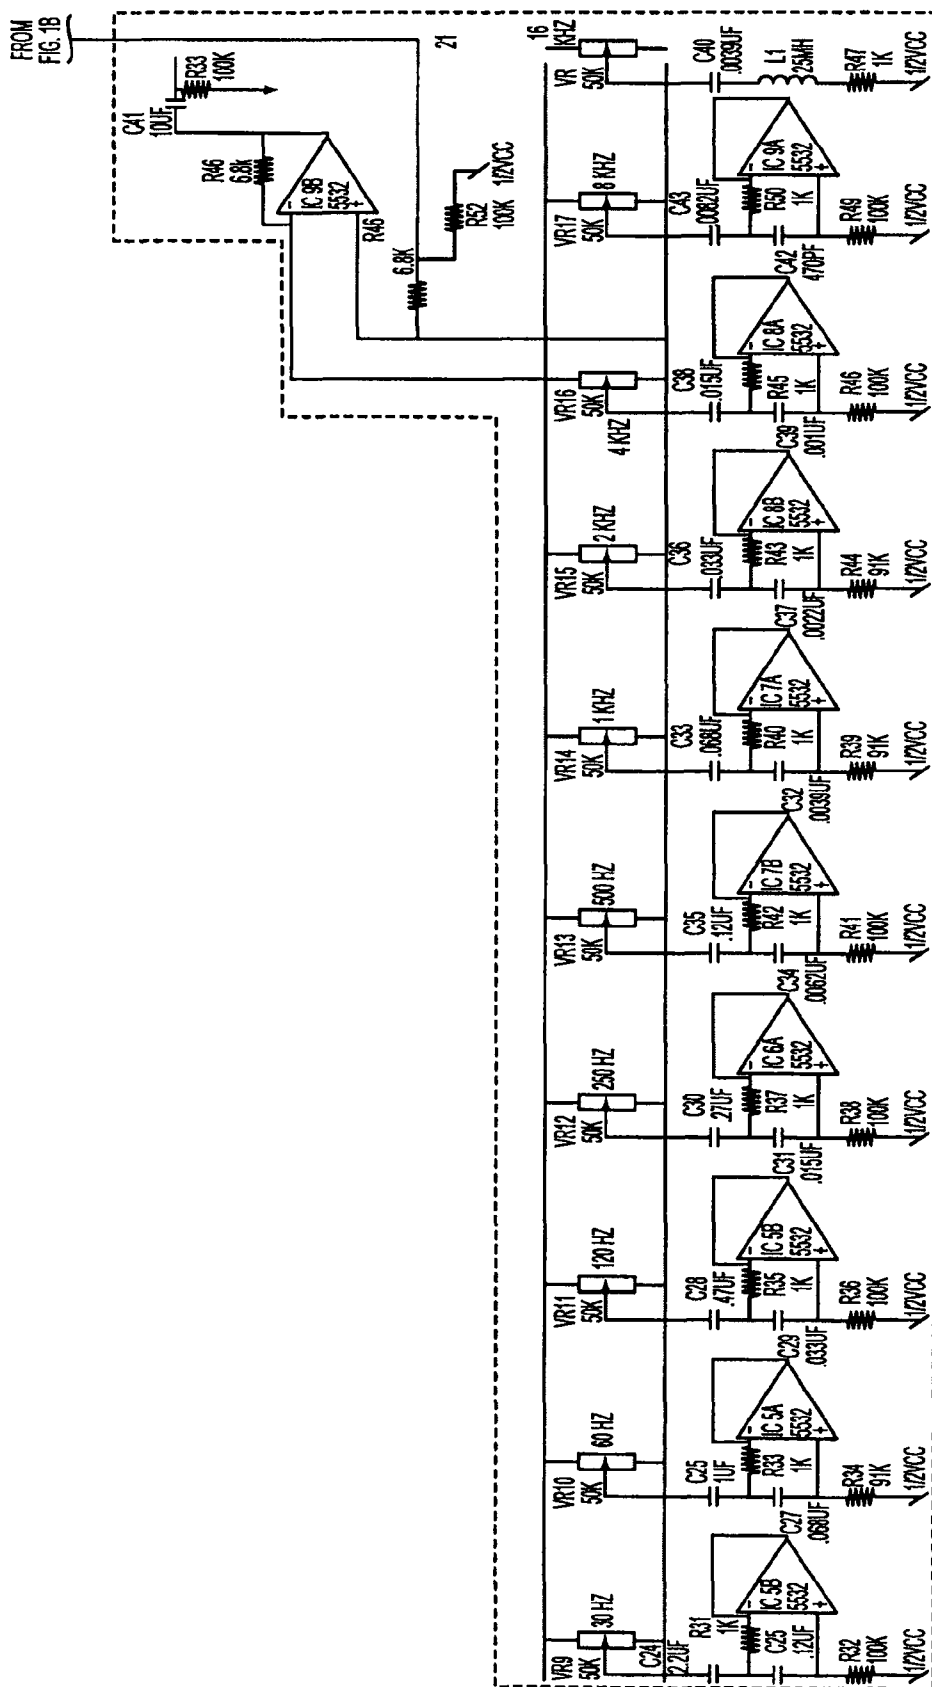 FROM
FIG. 1B
C41
10UF
R33
100K
R46
6.8k
IC 9B
5532
-
+
R46
6.8K
R52
100K
1/2VCC
21
VR9
50K
30 HZ
VR10
50K
60 HZ
VR11
50K
120 HZ
VR12
50K
250 HZ
VR13
50K
500 HZ
VR14
50K
1 KHZ
VR15
50K
2 KHZ
VR16
50K
4 KHZ
VR17
50K
8 KHZ
VR
50K
16
KHZ
C24
2.2UF
R31
1K
C25
.12UF
IC 5B
5532
-
+
R32
100K
1/2VCC
C25
1UF
R33
1K
C27
.068UF
IC 5A
5532
-
+
R34
91K
1/2VCC
C28
.47UF
R35
1K
C29
.033UF
IC 5B
5532
-
+
R36
100K
1/2VCC
C30
.27UF
R37
1K
C31
.015UF
IC 6A
5532
-
+
R38
100K
1/2VCC
C35
.12UF
R42
1K
C34
.0062UF
IC 7B
5532
-
+
R41
100K
1/2VCC
C33
.068UF
R40
1K
C32
.0039UF
IC 7A
5532
-
+
R39
91K
1/2VCC
C36
.033UF
R43
1K
C37
.0022UF
IC 8B
5532
-
+
R44
91K
1/2VCC
C38
.015UF
R45
1K
C39
.001UF
IC 8A
5532
-
+
R46
100K
1/2VCC
CA3
.0082UF
R50
1K
C42
470PF
IC 9A
5532
-
+
R49
100K
1/2VCC
C40
.0039UF
L1
25MH
R47
1K
1/2VCC